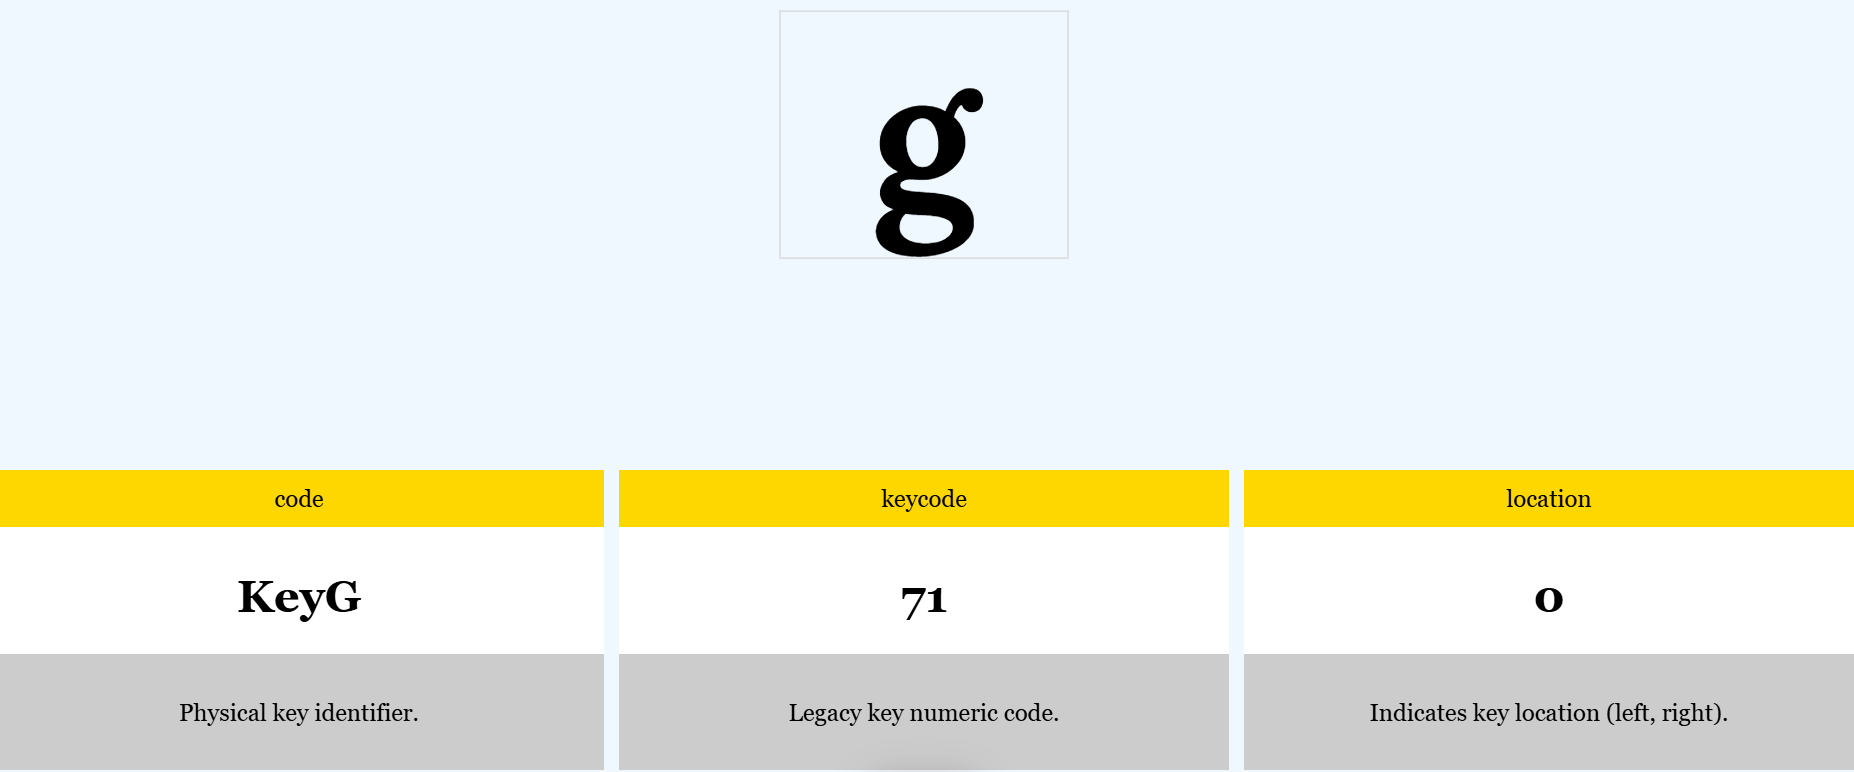 g
code
keycode
location
KeyG
71
0
Physical key identifier.
Legacy key numeric code.
Indicates key location (left, right).